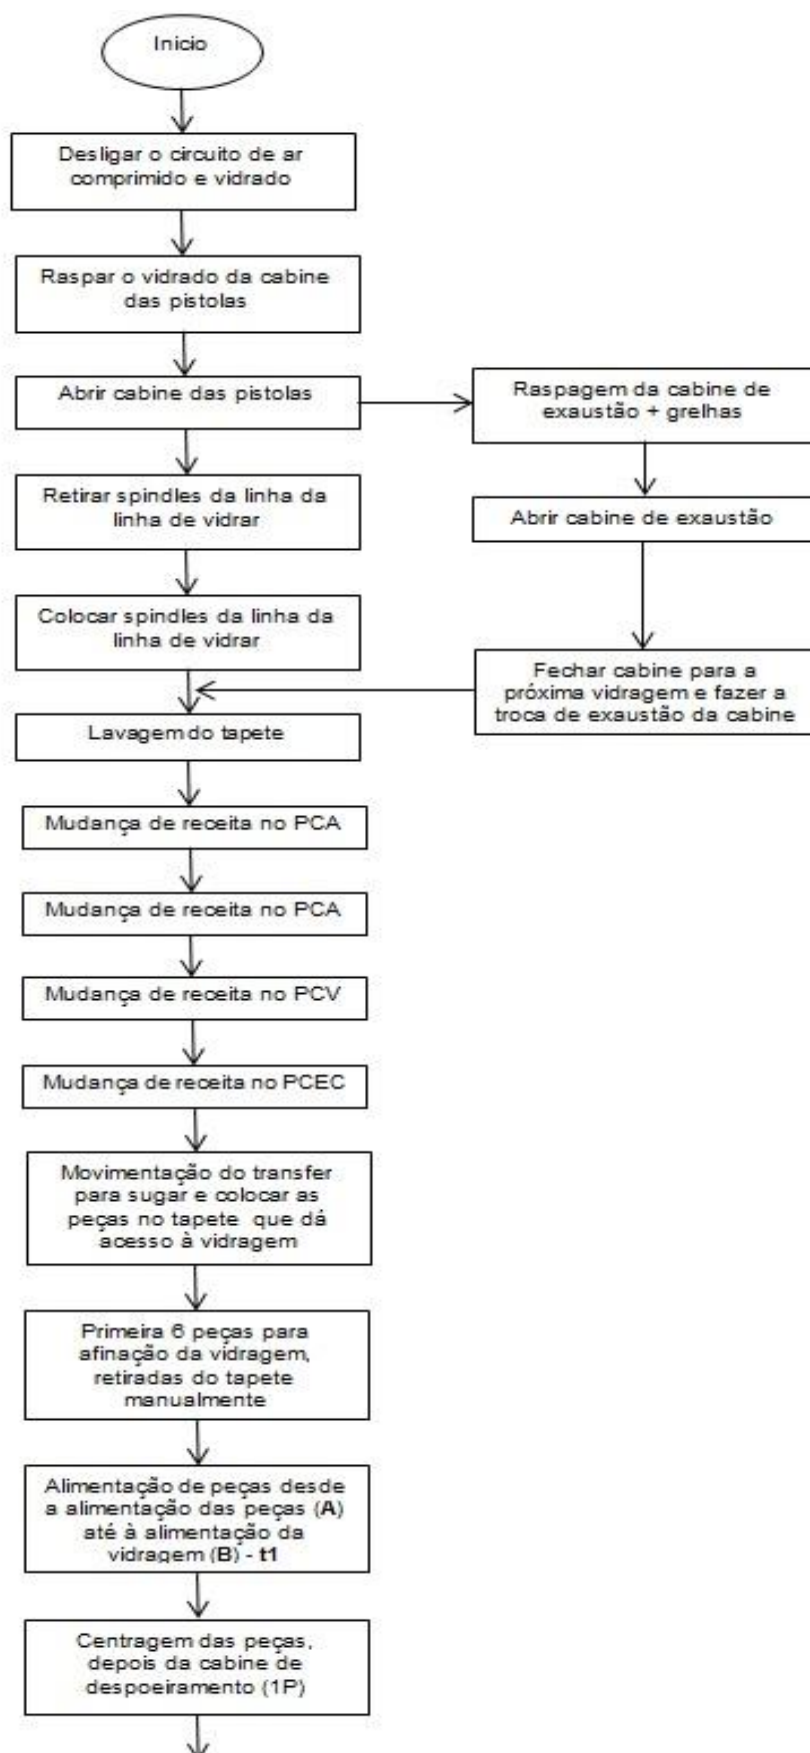 Inicio
Desligar o circuito de ar
comprimido e vidrado
Raspar o vidrado da cabine
das pistolas
Abrir cabine das pistolas
Raspagem da cabine de
exaustão + grelhas
Retirar spindles da linha da
linha de vidrar
Abrir cabine de exaustão
Colocar spindles da linha da
linha de vidrar
Fechar cabine para a
próxima vidragem e fazer a
troca de exaustão da cabine
Lavagem do tapete
Mudança de receita no PCA
Mudança de receita no PCA
Mudança de receita no PCV
Mudança de receita no PCEC
Movimentação do transfer
para sugar e colocar as
peças no tapete que dá
acesso à vidragem
Primeira 6 peças para
afinação da vidragem,
retiradas do tapete
manualmente
Alimentação de peças desde
a alimentação das peças (A)
até à alimentação da
vidragem (B) - t1
Centragem das peças,
depois da cabine de
despoeiramento (1P)